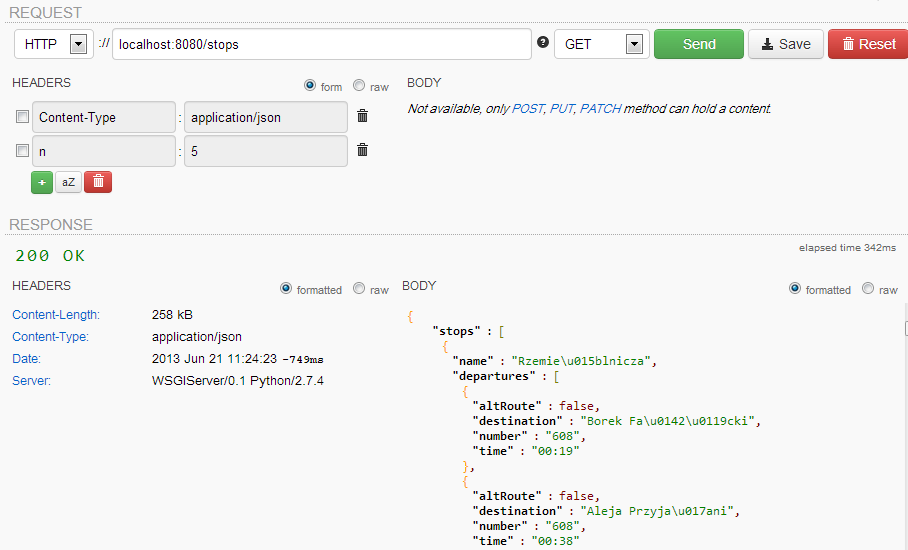 REQUEST
HTTP :// localhost:8080/stops ? GET Send Save Reset
HEADERS form raw
Content-Type : application/json
n : 5
+ aZ
BODY
Not available, only POST, PUT, PATCH method can hold a content.
RESPONSE
200 OK
elapsed time 342ms
HEADERS formatted raw
Content-Length: 258 kB
Content-Type: application/json
Date: 2013 Jun 21 11:24:23 -749ms
Server: WSGIServer/0.1 Python/2.7.4
BODY formatted raw
{
"stops" : [
{
"name" : "Rzemie\u015blnicza",
"departures" : [
{
"altRoute" : false,
"destination" : "Borek Fa\u0142\u0119cki",
"number" : "608",
"time" : "00:19"
},
{
"altRoute" : false,
"destination" : "Aleja Przyja\u017ani",
"number" : "608",
"time" : "00:38"